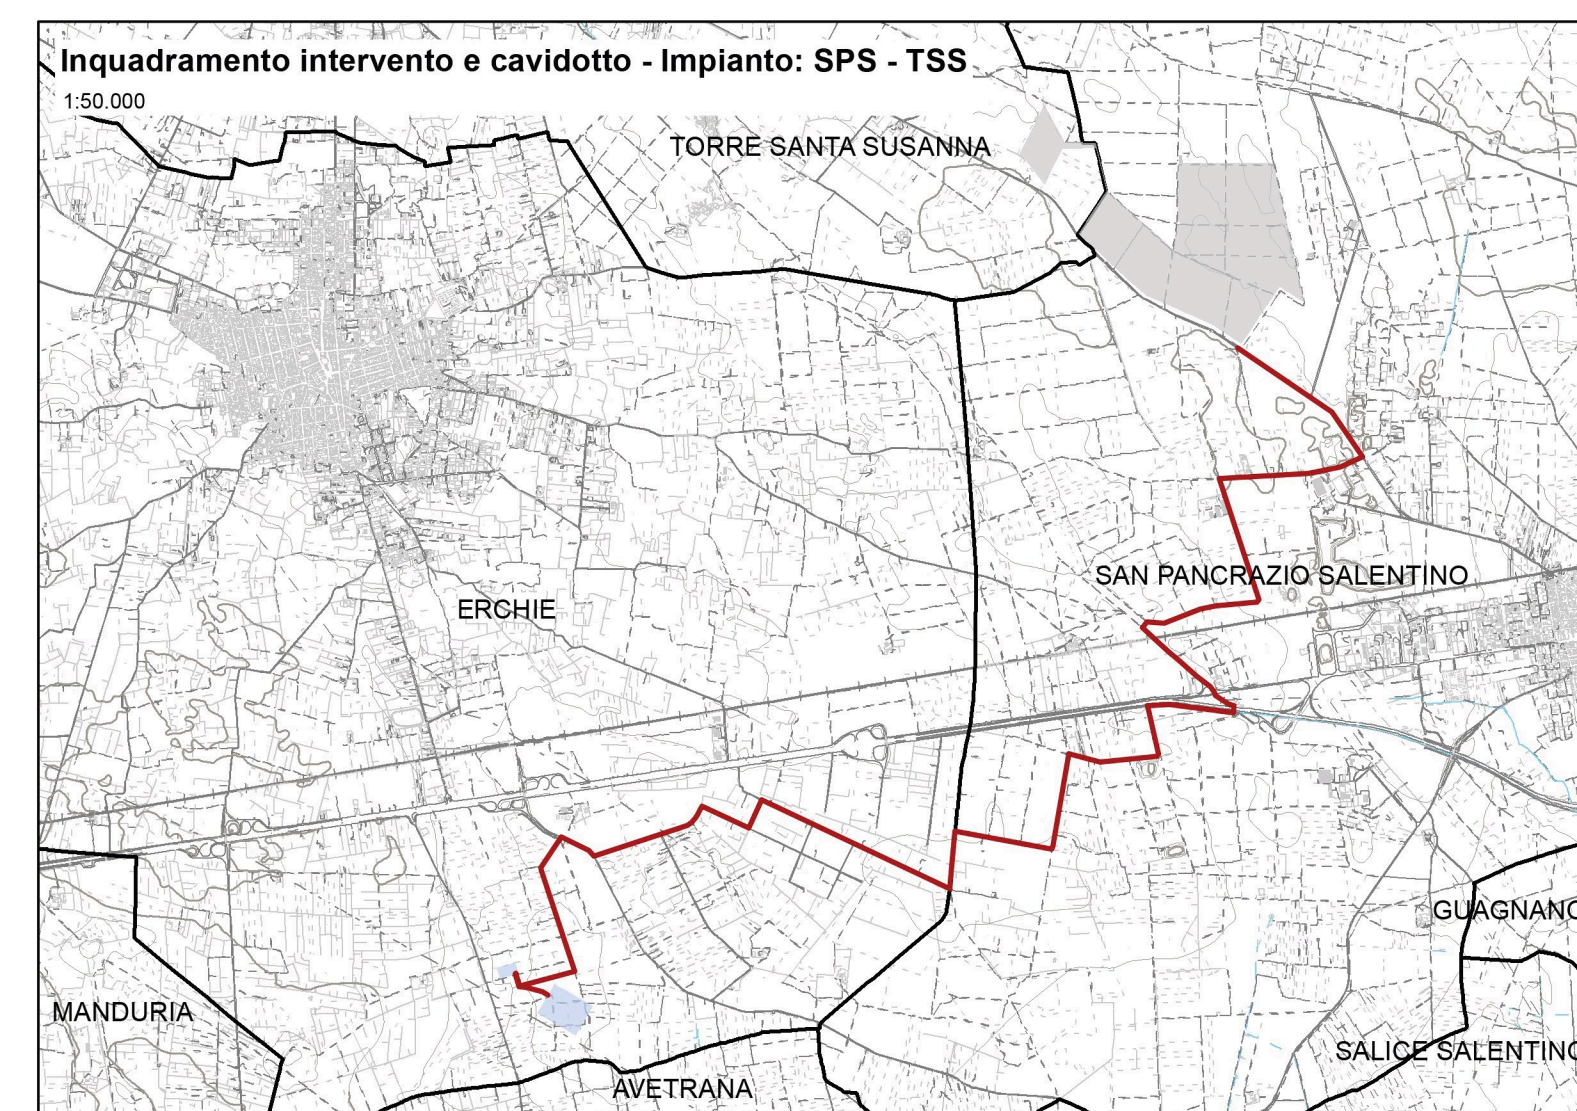 Inquadramento intervento e cavidotto - Impianto: SPS - TSS
1:50.000
TORRE SANTA SUSANNA
SAN PANCRAZIO SALENTINO
ERCHIE
GUAGNANO
MANDURIA
SALICE SALENTINO
AVETRANA